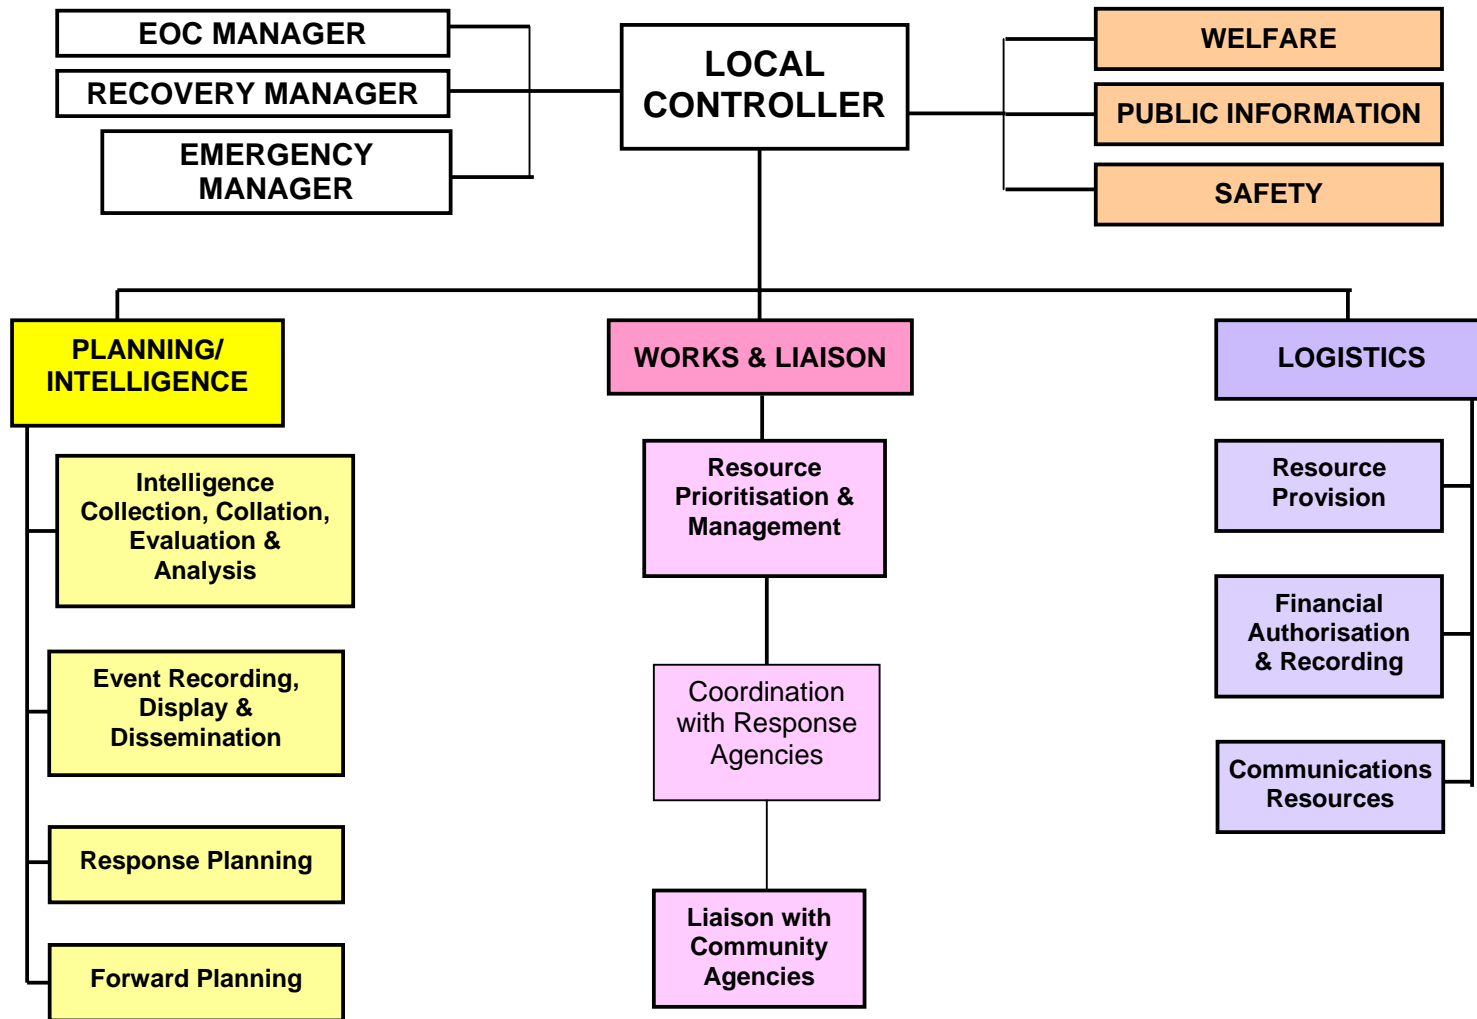 EOC MANAGER
RECOVERY MANAGER
EMERGENCY
MANAGER
LOCAL
CONTROLLER
WELFARE
PUBLIC INFORMATION
SAFETY
PLANNING/
INTELLIGENCE
Intelligence
Collection, Collation,
Evaluation &
Analysis
Event Recording,
Display &
Dissemination
Response Planning
Forward Planning
WORKS & LIAISON
Resource
Prioritisation &
Management
Coordination
with Response
Agencies
Liaison with
Community
Agencies
LOGISTICS
Resource
Provision
Financial
Authorisation
& Recording
Communications
Resources